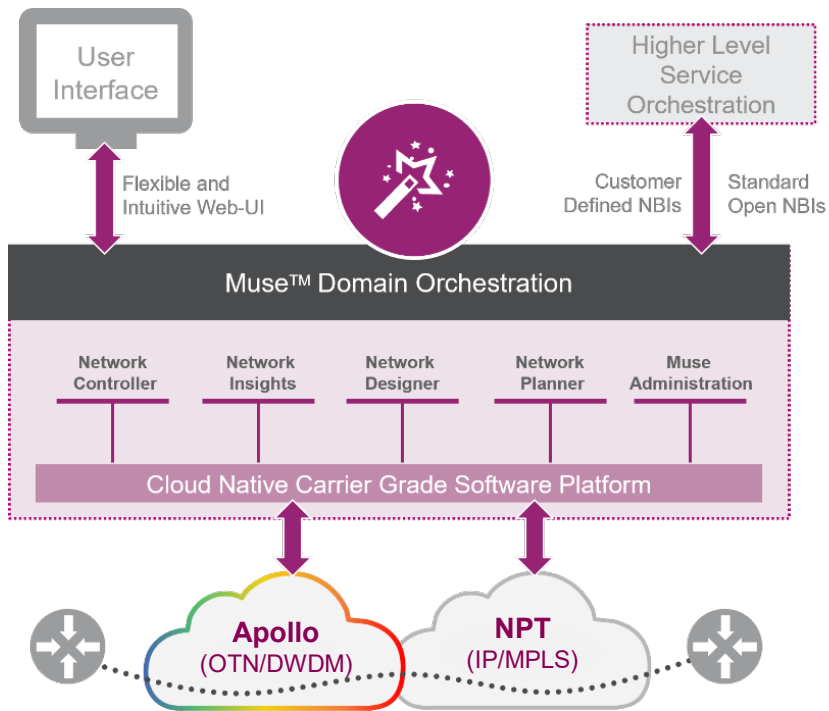 User
Interface
Higher Level
Service
Orchestration
Flexible and
Intuitive Web-UI
Customer
Defined NBIs
Standard
Open NBIs
Muse™ Domain Orchestration
Network
Controller
Network
Insights
Network
Designer
Network
Planner
Muse
Administration
Cloud Native Carrier Grade Software Platform
Apollo
(OTN/DWDM)
NPT
(IP/MPLS)